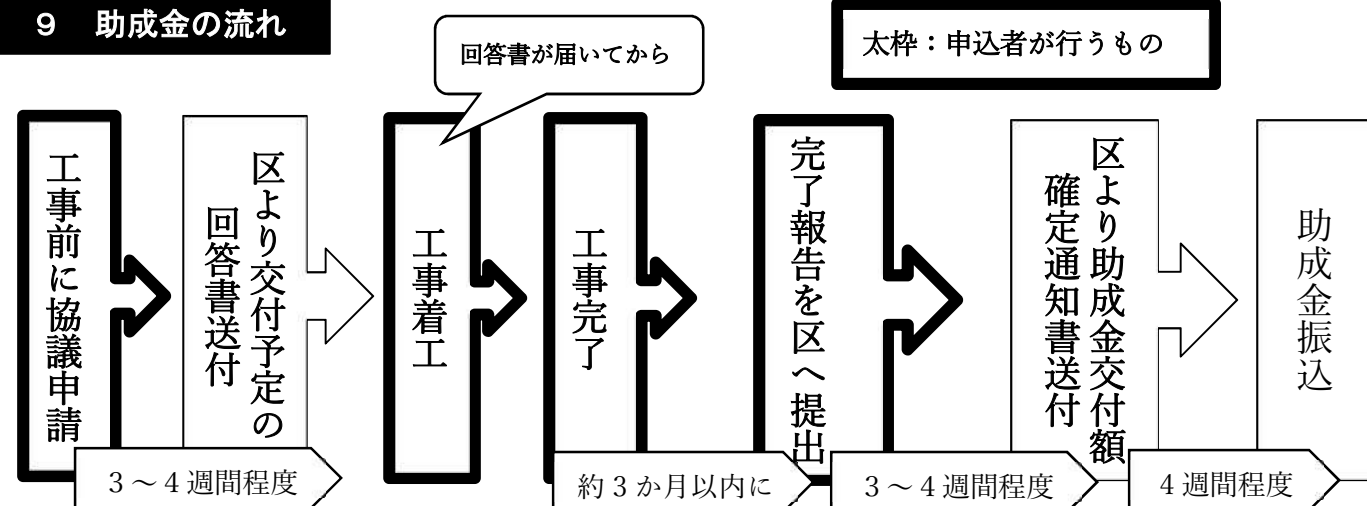 ９　助成金の流れ
回答書が届いてから
太枠：申込者が行うもの
工事前に協議申請
区より交付予定の
回答書送付
工事着工
工事完了
完了報告を区へ提出
区より助成金交付額
確定通知書送付
助成金振込
３～４週間程度
約３か月以内に
３～４週間程度
４週間程度